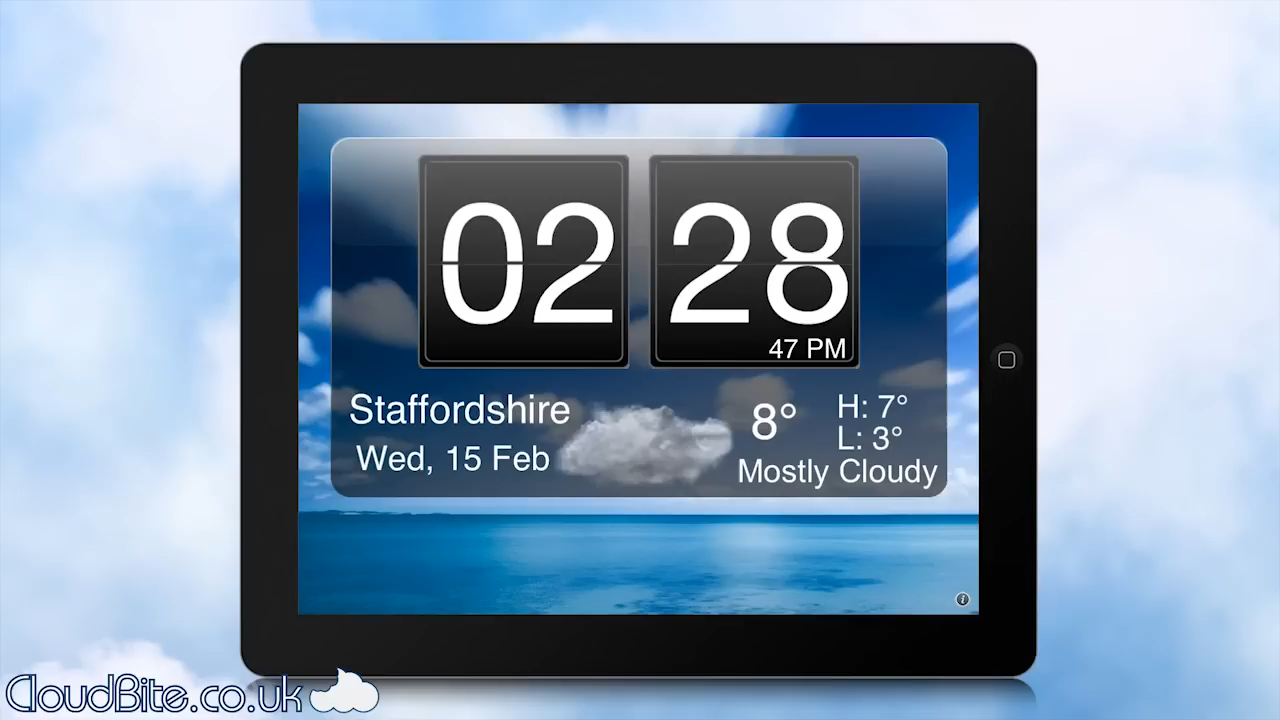 02 28
47 PM
Staffordshire
Wed, 15 Feb
8°
H: 7°
L: 3°
Mostly Cloudy
CloudBite.co.uk